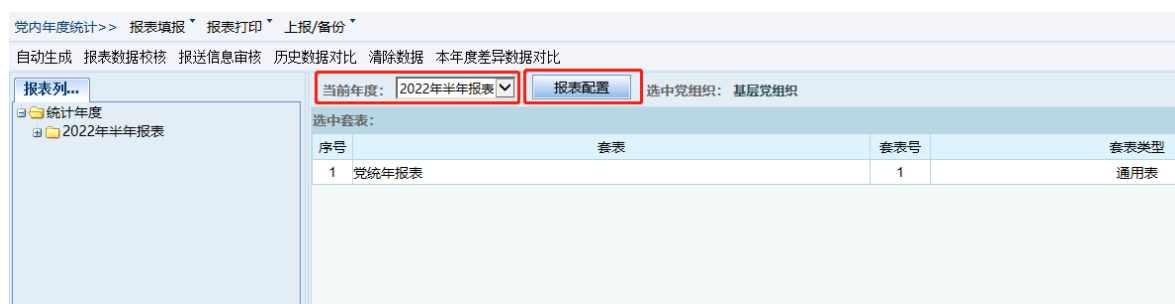 党内年度统计>> 报表填报 报表打印 上报/备份
自动生成 报表数据校核 报送信息审核 历史数据对比 清除数据 本年度差异数据对比
报表列... 当前年度: 2022年半年报表 报表配置 选中党组织: 基层党组织
统计年度
2022年半年报表
选中套表:
序号 套表 套表号 套表类型
1 党统年报表 1 通用表